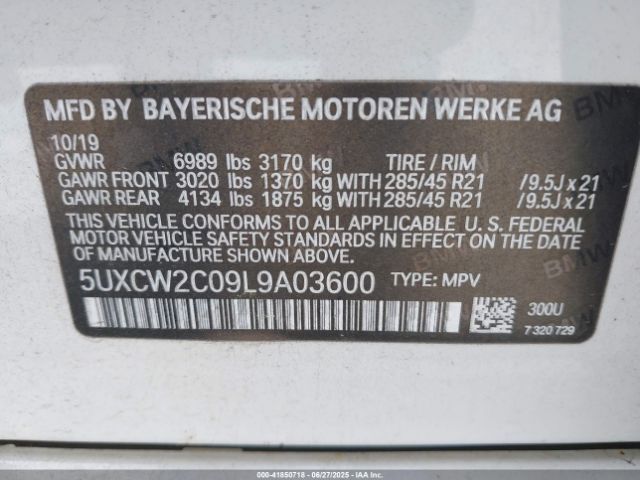 MFD BY BAYERISCHE MOTOREN WERKE AG
10/19
GVWR 6989 lbs 3170 kg TIRE / RIM
GAWR FRONT 3020 lbs 1370 kg WITH 285/45 R21 /9.5J x 21
GAWR REAR 4134 lbs 1875 kg WITH 285/45 R21 /9.5J x 21
THIS VEHICLE CONFORMS TO ALL APPLICABLE U. S. FEDERAL
MOTOR VEHICLE SAFETY STANDARDS IN EFFECT ON THE DATE OF
MANUFACTURE SHOWN ABOVE.
5UXCW2C09L9A03600 TYPE: MPV
300U
7 320 729
000-41850718 | 06/27/2025 | IAAI.COM